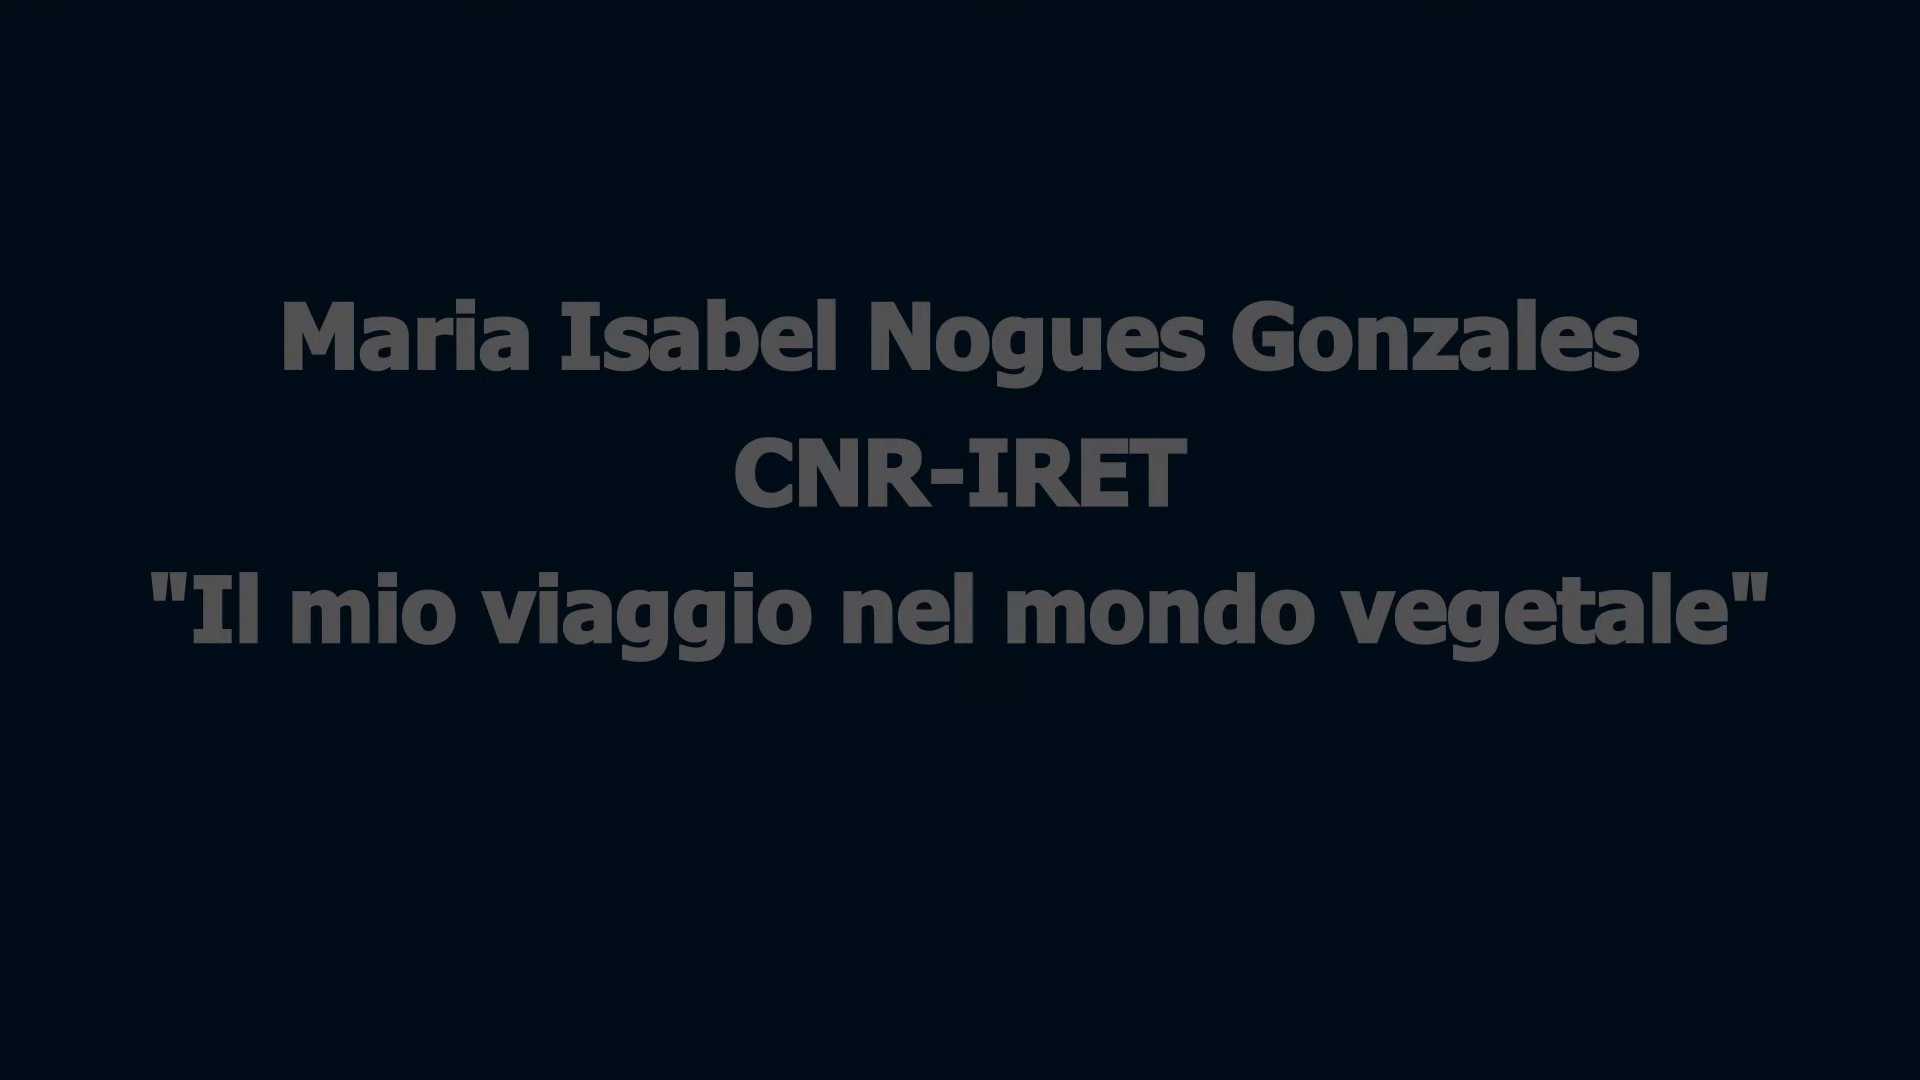 Maria Isabel Nogues Gonzales
CNR-IRET
"Il mio viaggio nel mondo vegetale"